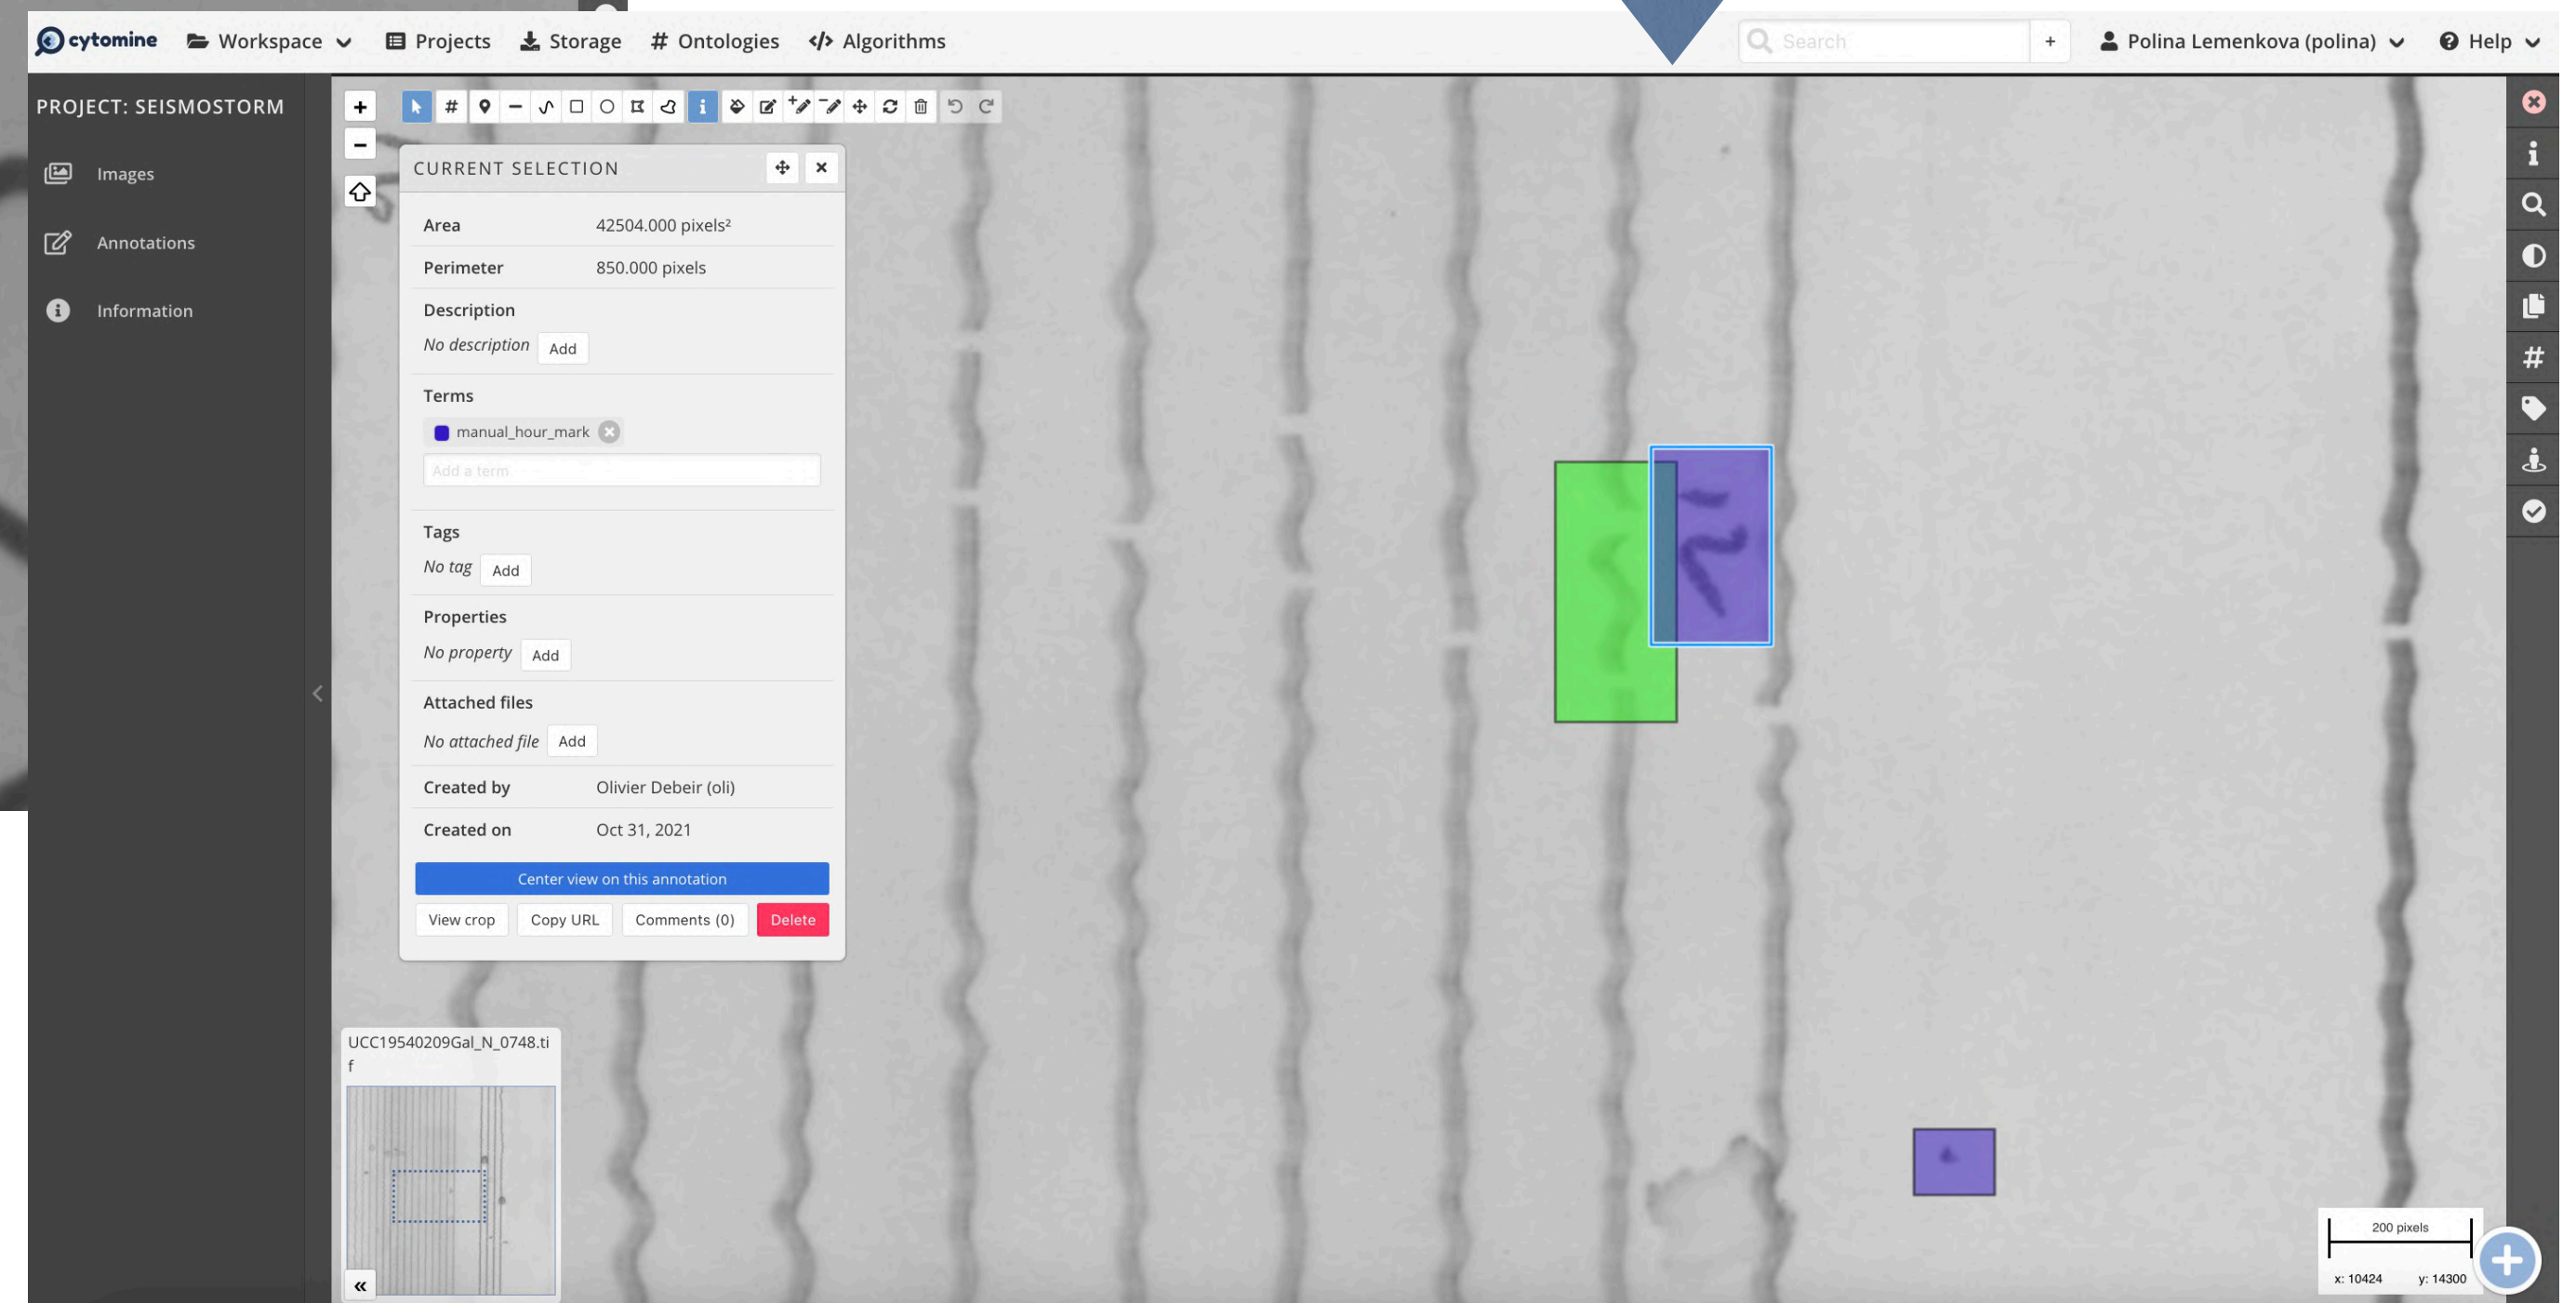 cytomine Workspace Projects Storage # Ontologies </> Algorithms Search + Polina Lemenkova (polina) Help
PROJECT: SEISMOSTORM
Images
Annotations
Information
CURRENT SELECTION
Area 42504.000 pixels²
Perimeter 850.000 pixels
Description
No description Add
Terms
manual_hour_mark
Add a term
Tags
No tag Add
Properties
No property Add
Attached files
No attached file Add
Created by Olivier Debeir (oli)
Created on Oct 31, 2021
Center view on this annotation
View crop Copy URL Comments (0) Delete
UCC19540209Gal_N_0748.ti
f
200 pixels
x: 10424 y: 14300